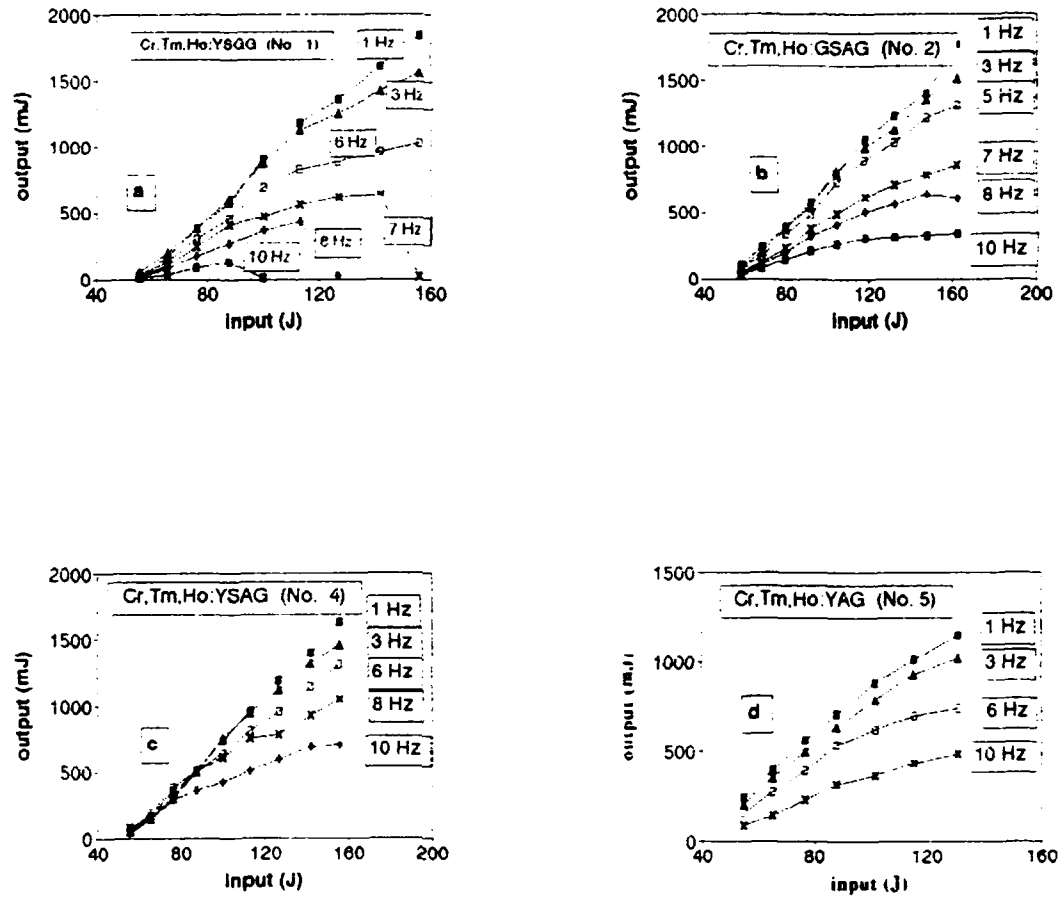 2000
1500
1000
500
0
output (mJ)
Cr,Tm,Ho:YSGG (No. 1)
1 Hz
3 Hz
6 Hz
7 Hz
8 Hz
10 Hz
a
40
80
120
160
input (J)
2000
1500
1000
500
0
output (mJ)
Cr,Tm,Ho:GSAG (No. 2)
1 Hz
3 Hz
5 Hz
7 Hz
8 Hz
10 Hz
b
40
80
120
160
200
input (J)
2000
1500
1000
500
0
output (mJ)
Cr,Tm,Ho:YSAG (No. 4)
1 Hz
3 Hz
6 Hz
8 Hz
10 Hz
c
40
80
120
160
200
input (J)
1500
1000
500
0
output (mJ)
Cr,Tm,Ho:YAG (No. 5)
1 Hz
3 Hz
6 Hz
10 Hz
d
40
80
120
160
input (J)